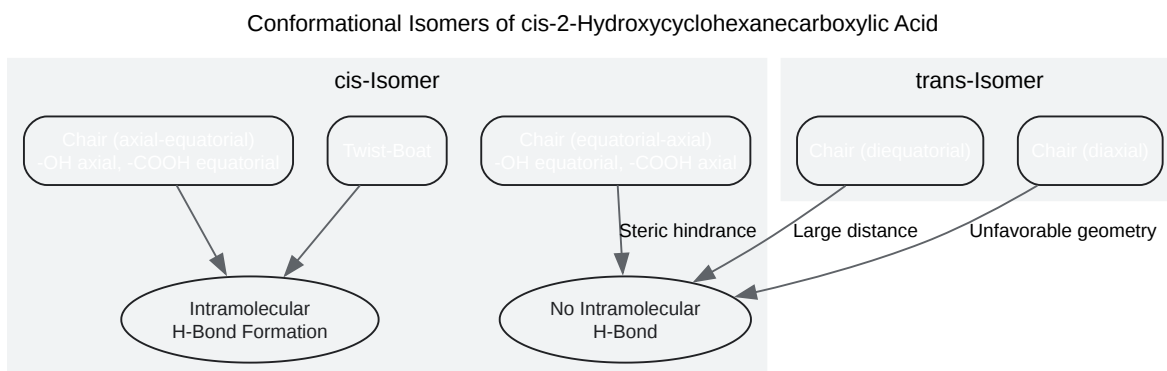 Conformational Isomers of cis-2-Hydroxycyclohexanecarboxylic Acid
cis-Isomer
trans-Isomer
Chair (axial-equatorial)
-OH axial, -COOH equatorial
Twist-Boat
Chair (equatorial-axial)
-OH equatorial, -COOH axial
Chair (diequatorial)
Chair (diaxial)
Steric hindrance
Large distance
Unfavorable geometry
Intramolecular
H-Bond Formation
No Intramolecular
H-Bond